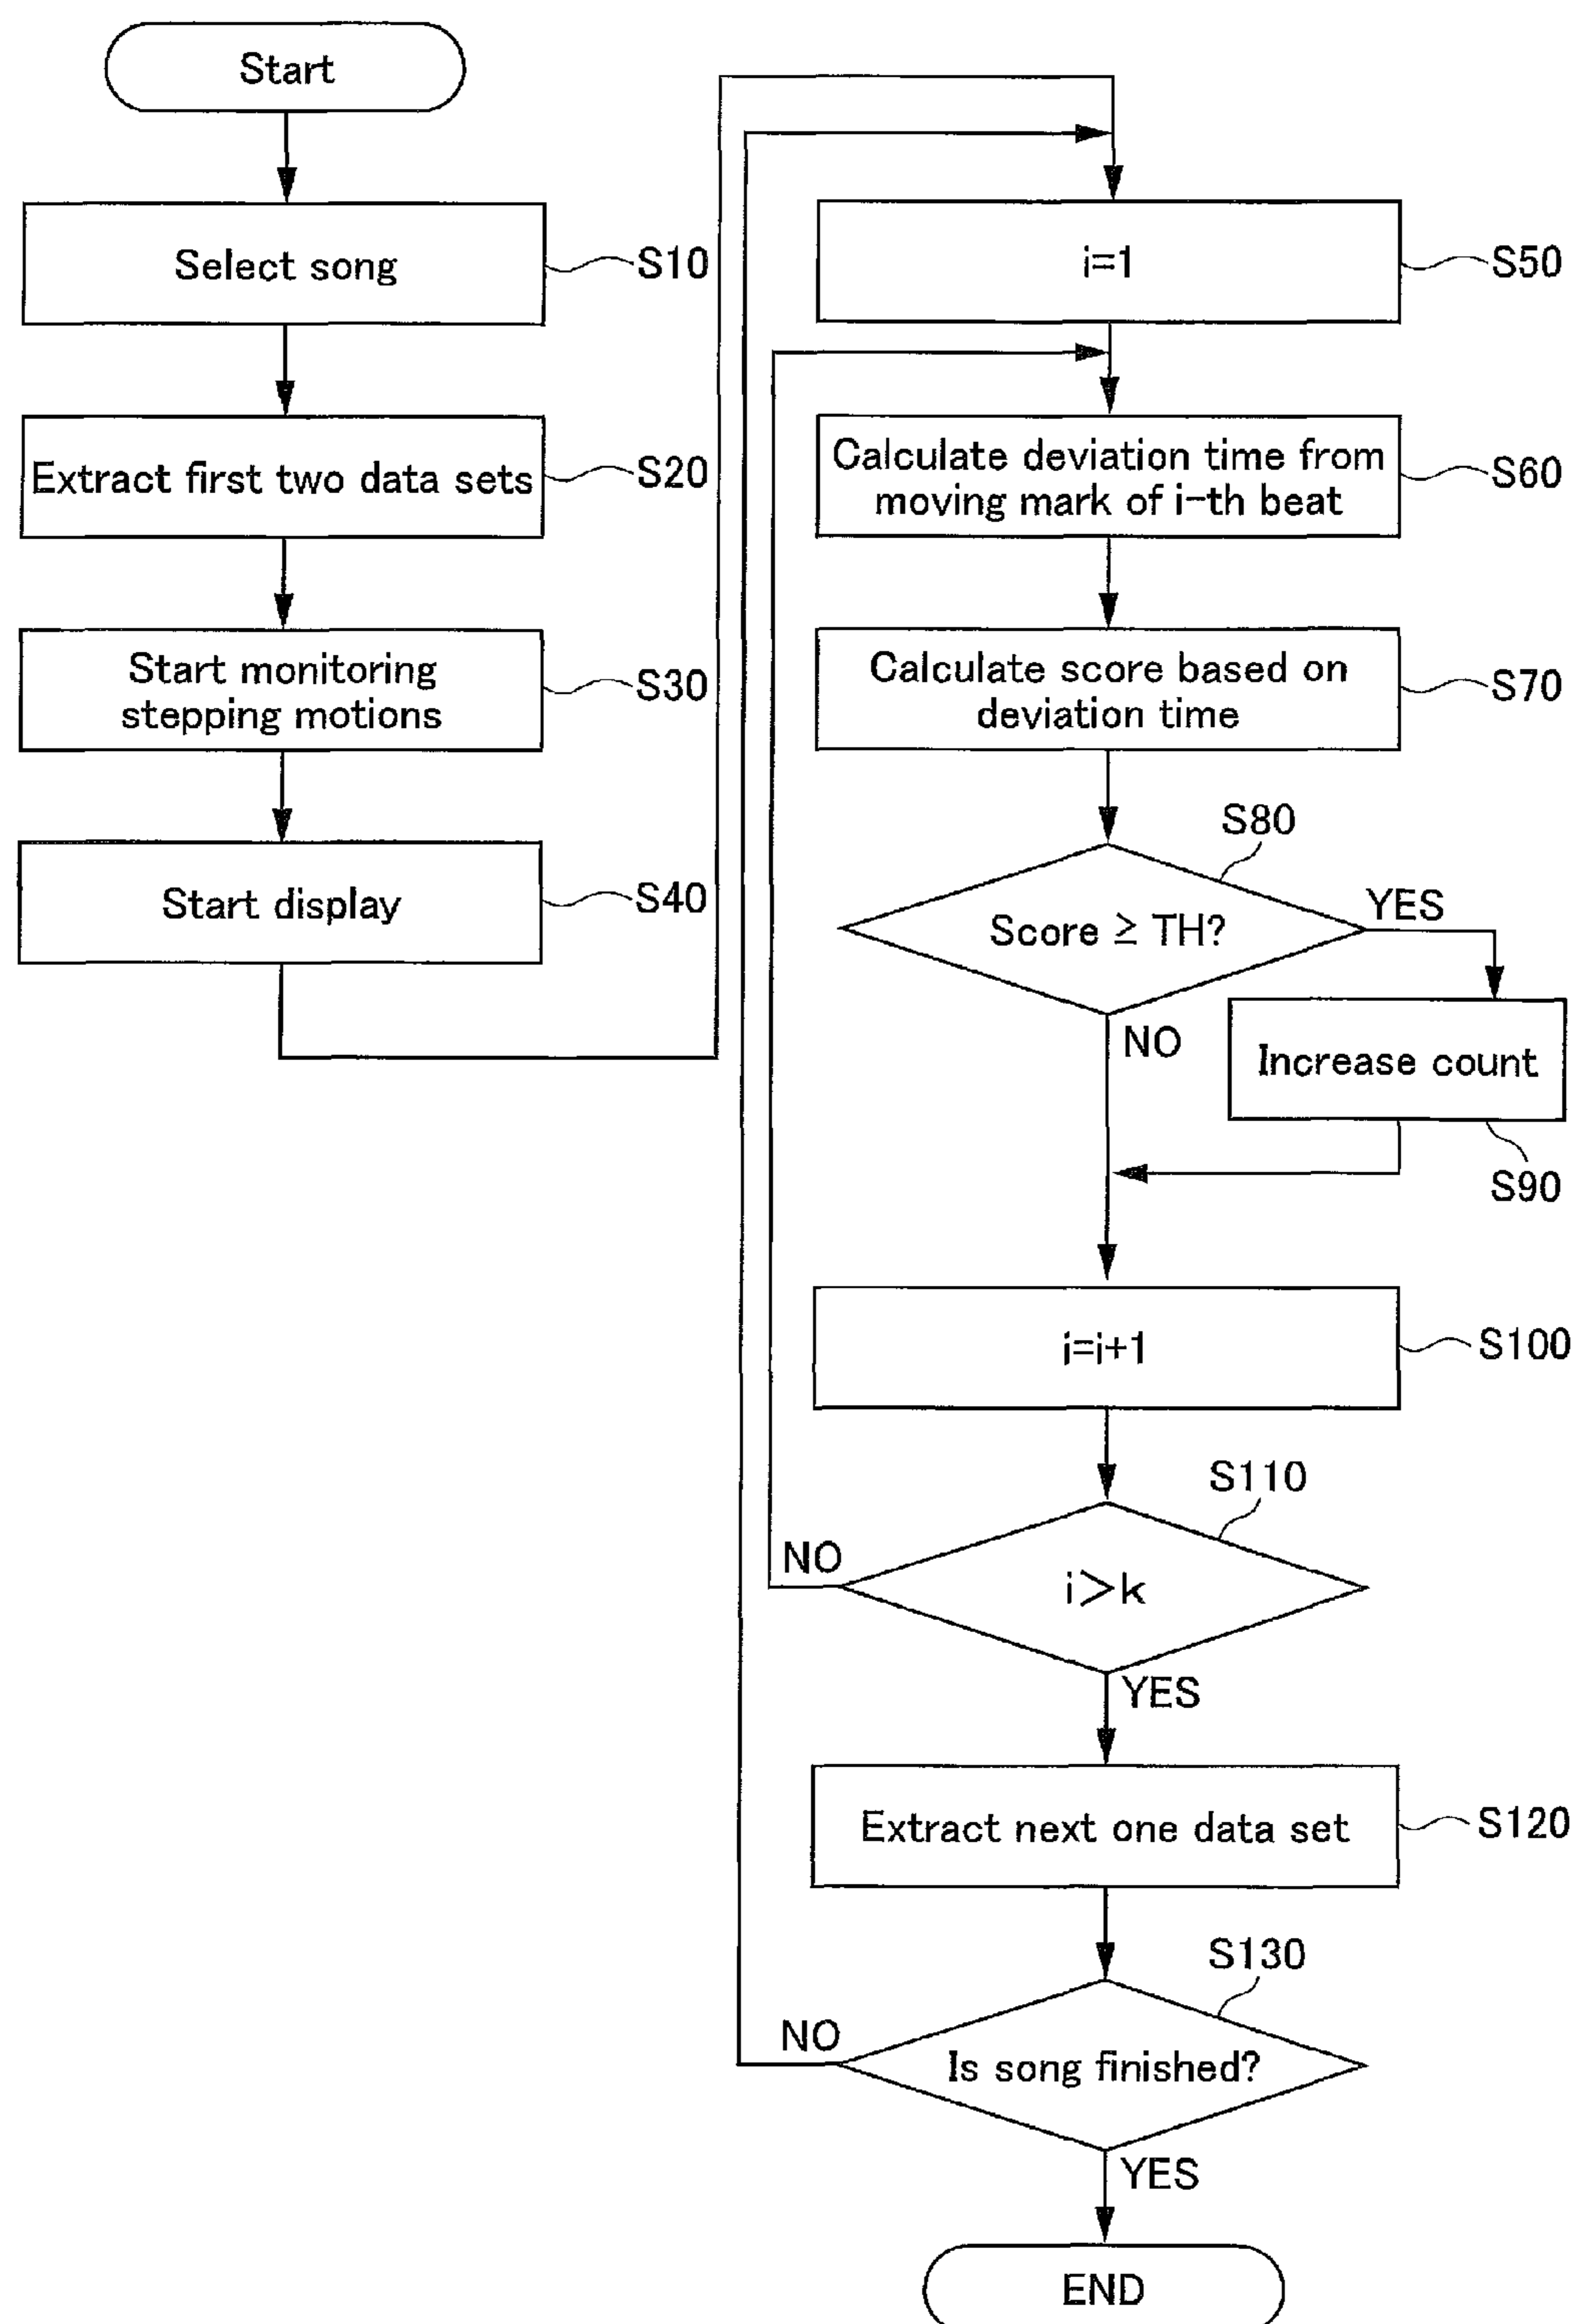 Start
Select song
S10
Extract first two data sets
S20
Start monitoring
stepping motions
S30
Start display
S40
i=1
S50
Calculate deviation time from
moving mark of i-th beat
S60
Calculate score based on
deviation time
S70
S80
Score ≧ TH?
YES
NO
Increase count
S90
i=i+1
S100
S110
i>k
NO
YES
Extract next one data set
S120
S130
Is song finished?
NO
YES
END